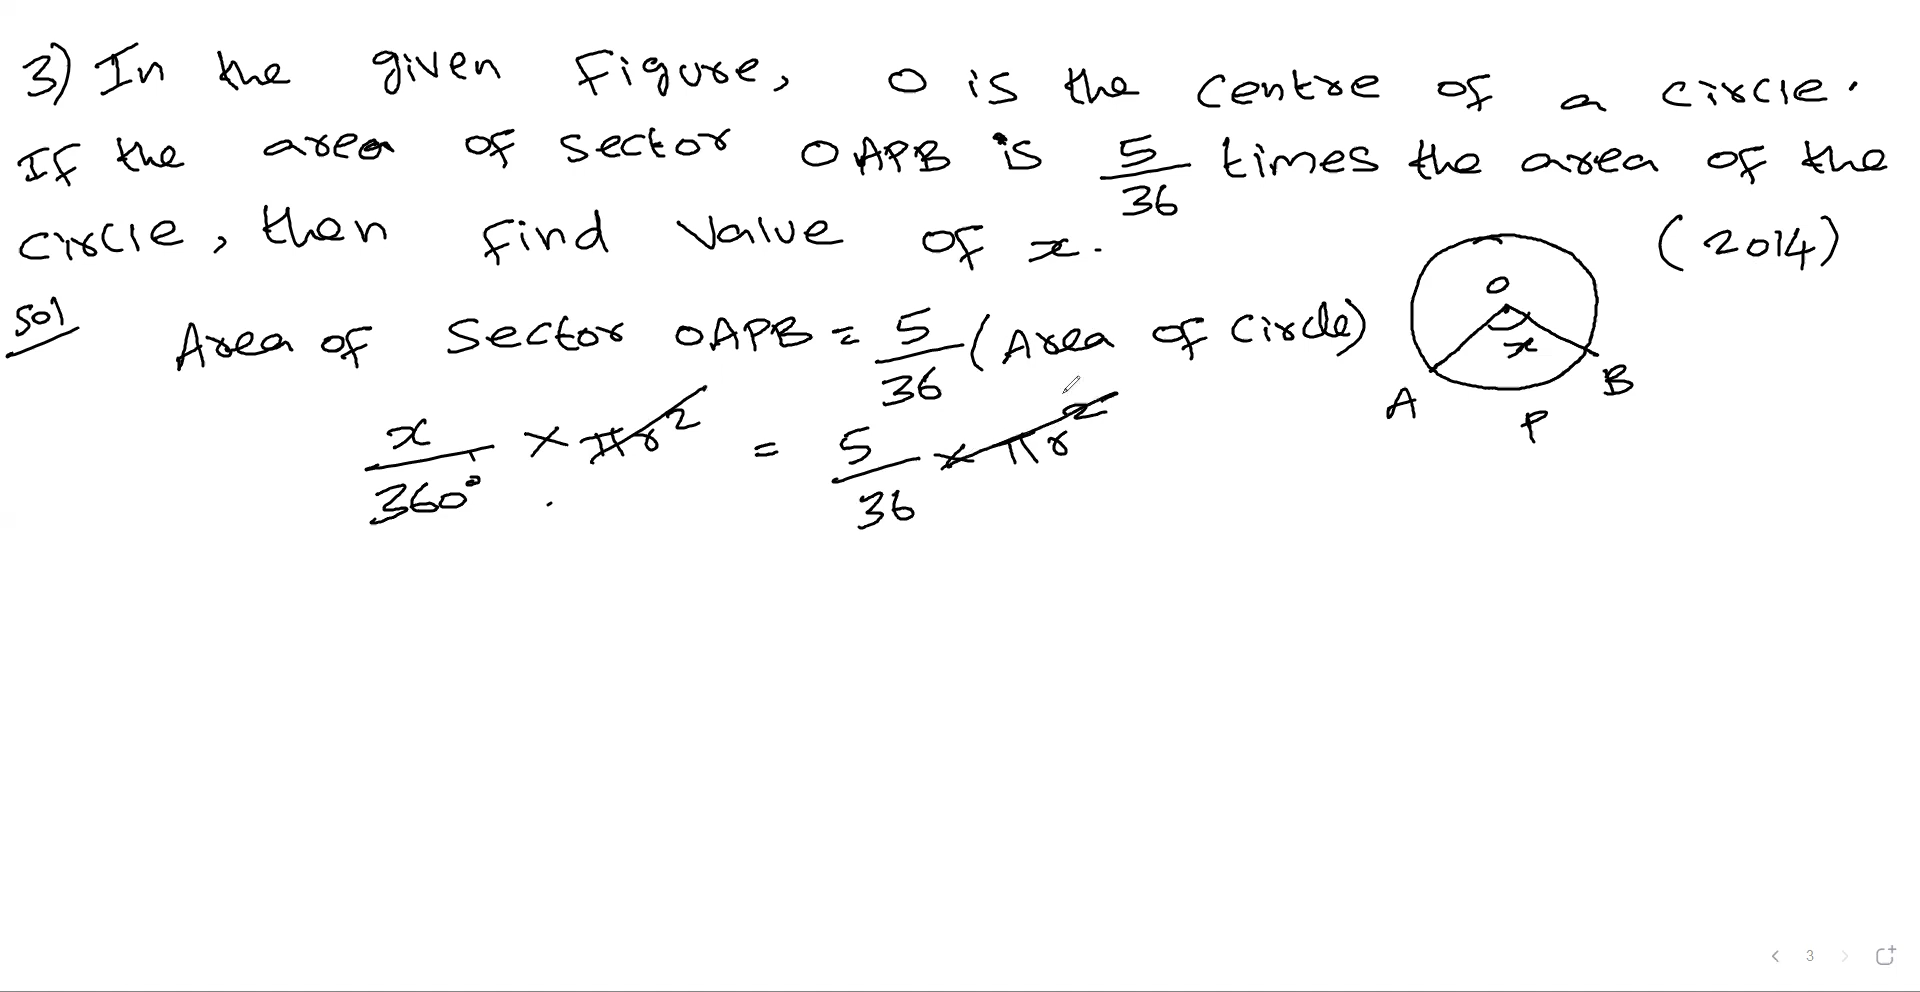 3) In the given Figure, O is the centre of a circle.
If the area of sector OAPB is 5/36 times the area of the
circle, then find value of x. (2014)
Sol Area of Sector OAPB = 5/36 (Area of Circle)
x/360° × πr² = 5/36 × πr²
O
x
A
B
P
3